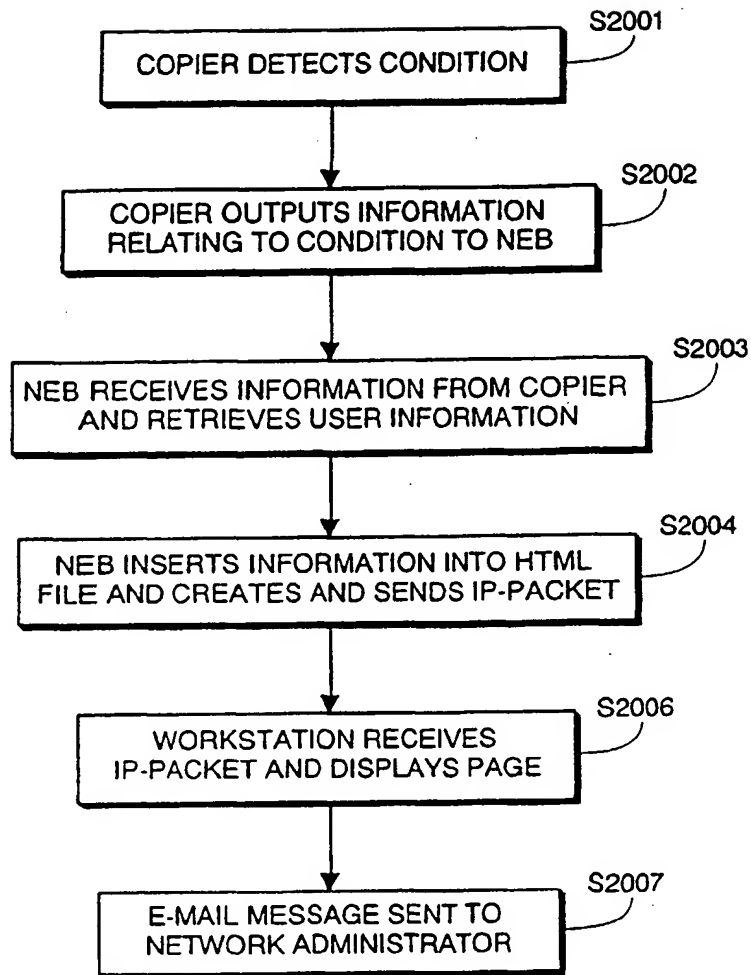 S2001
COPIER DETECTS CONDITION
S2002
COPIER OUTPUTS INFORMATION
RELATING TO CONDITION TO NEB
S2003
NEB RECEIVES INFORMATION FROM COPIER
AND RETRIEVES USER INFORMATION
S2004
NEB INSERTS INFORMATION INTO HTML
FILE AND CREATES AND SENDS IP-PACKET
S2006
WORKSTATION RECEIVES
IP-PACKET AND DISPLAYS PAGE
S2007
E-MAIL MESSAGE SENT TO
NETWORK ADMINISTRATOR